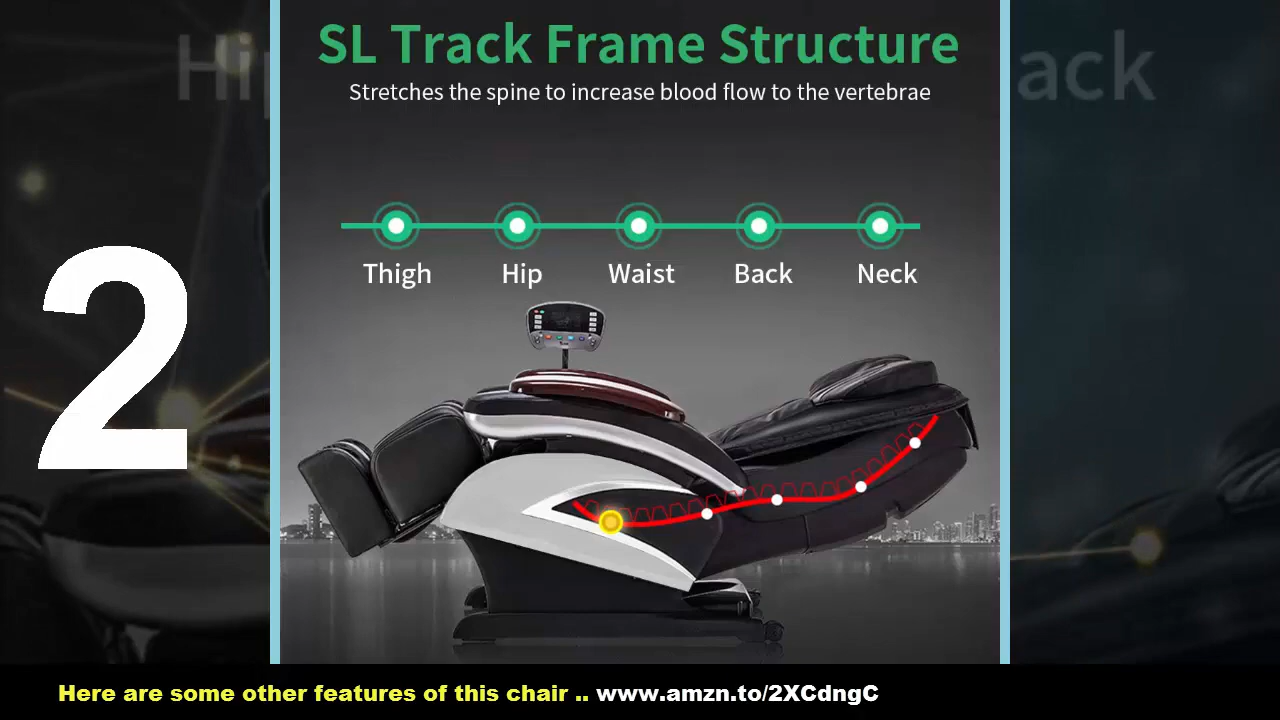 SL Track Frame Structure
Stretches the spine to increase blood flow to the vertebrae
Thigh Hip Waist Back Neck
2
Here are some other features of this chair .. www.amzn.to/2XCdngC